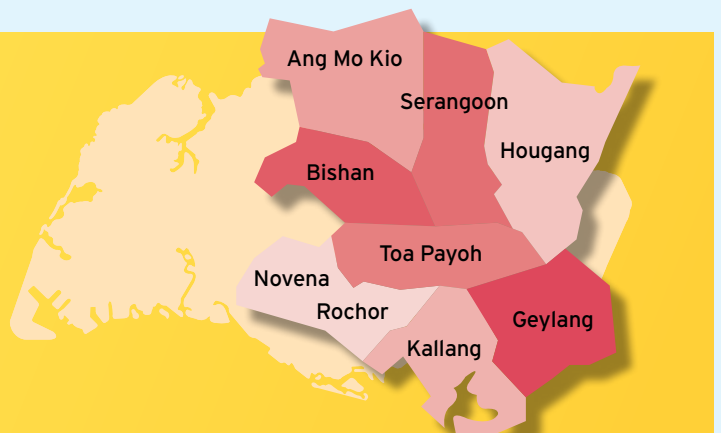 Ang Mo Kio
Serangoon
Hougang
Bishan
Toa Payoh
Novena
Rochor
Geylang
Kallang